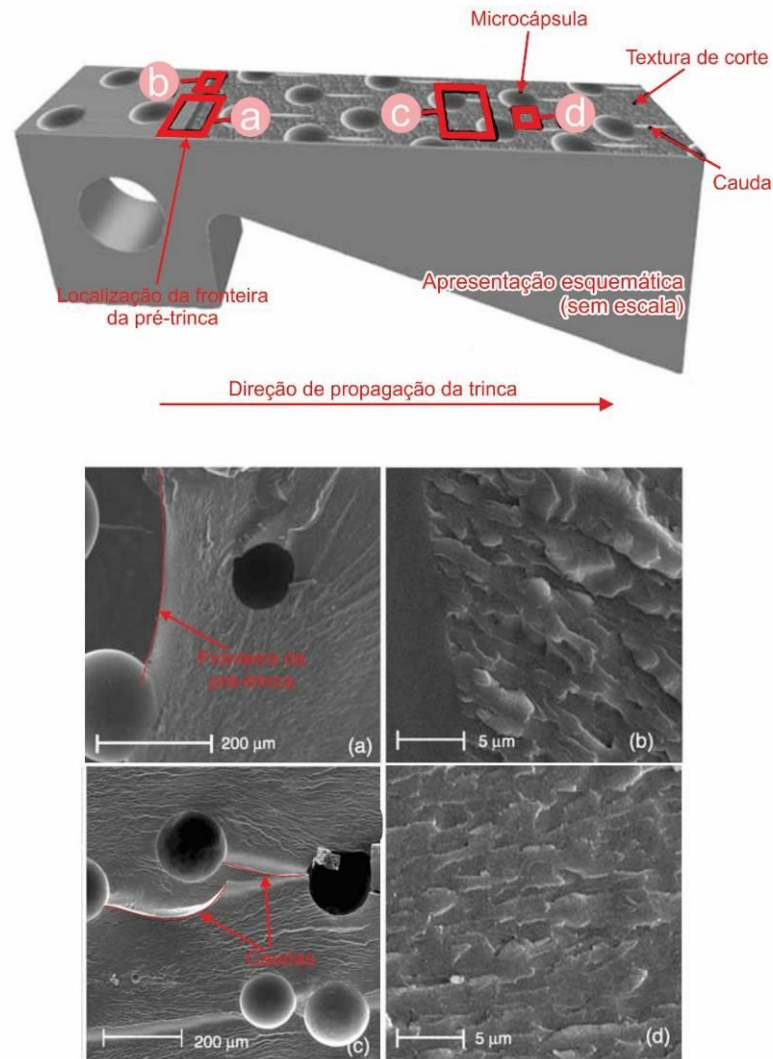 Microcápsula
Textura de corte
b
a
c
d
Cauda
Localização da fronteira
da pré-trinca
Apresentação esquemática
(sem escala)
Direção de propagação da trinca
Fronteira da
pré-trinca
200 µm
(a)
5 µm
(b)
Caudas
200 µm
(c)
5 µm
(d)